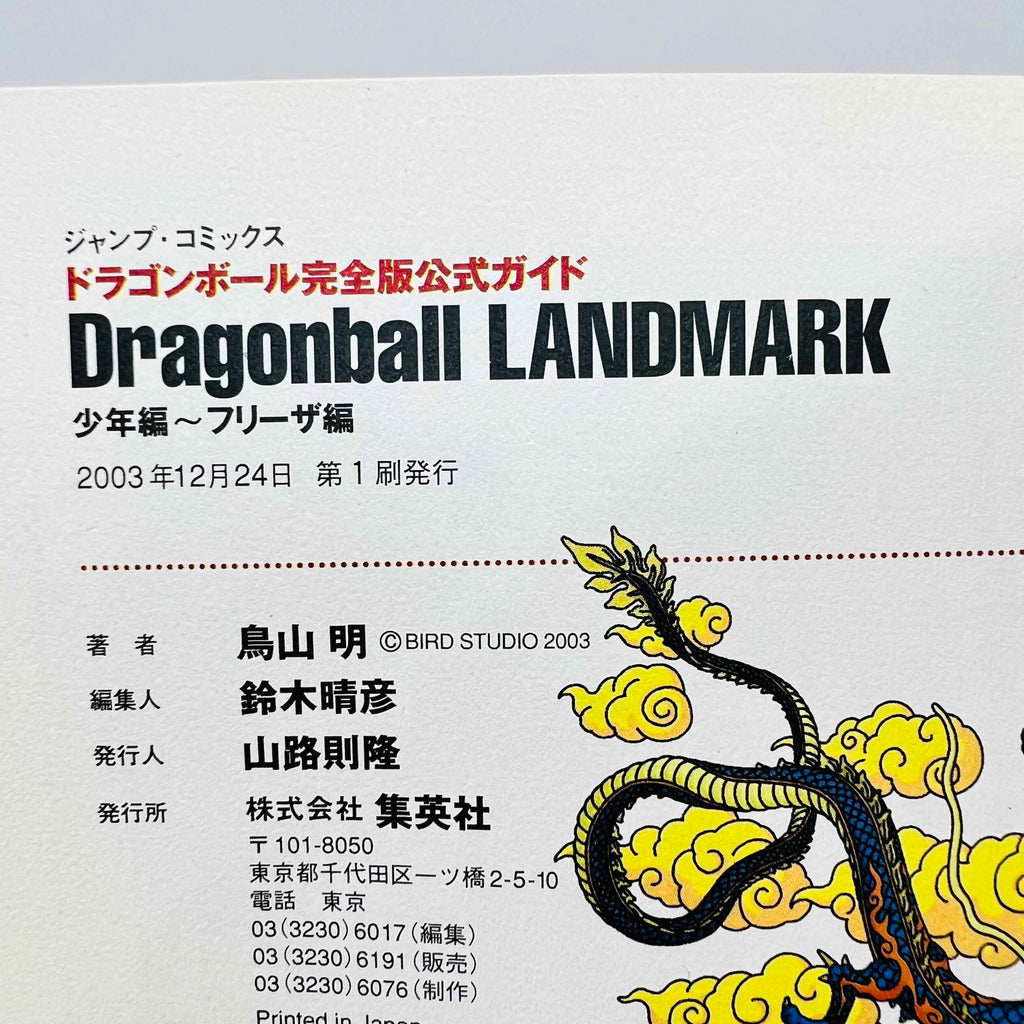 ジャンプ・コミックス
ドラゴンボール完全版公式ガイド
Dragonball LANDMARK
少年編～フリーザ編
2003年12月24日 第1刷発行
著 者 鳥山 明 ©BIRD STUDIO 2003
編集人 鈴木晴彦
発行人 山路則隆
発行所 株式会社 集英社
〒101-8050
東京都千代田区一ツ橋2-5-10
電話 東京
03(3230)6017(編集)
03(3230)6191(販売)
03(3230)6076(制作)
Printed in Japan